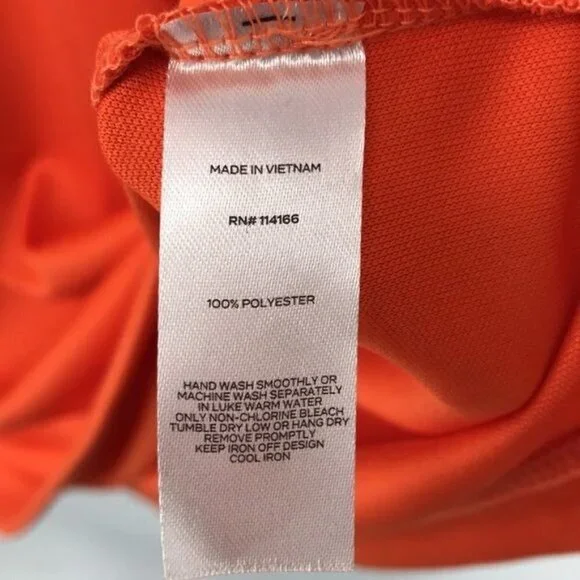 MADE IN VIETNAM
RN# 114166
100% POLYESTER
HAND WASH SMOOTHLY OR
MACHINE WASH SEPARATELY
IN LUKE WARM WATER
ONLY NON-CHLORINE BLEACH
TUMBLE DRY LOW OR HANG DRY
REMOVE PROMPTLY
KEEP IRON OFF DESIGN
COOL IRON